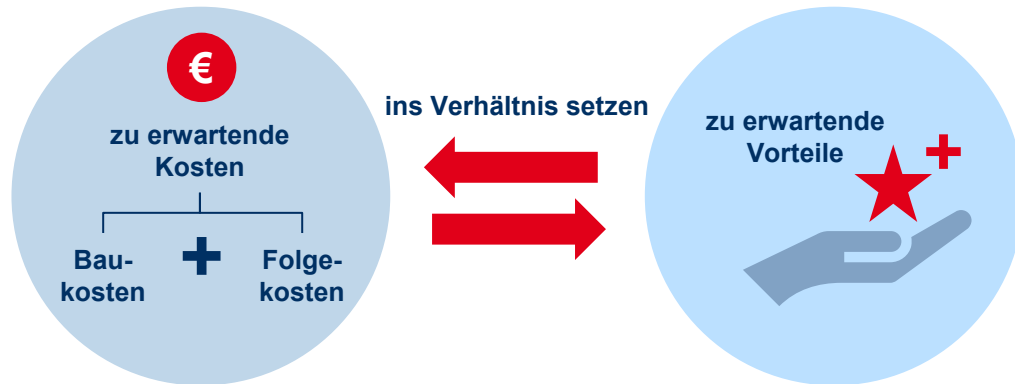 €
zu erwartende
Kosten
Bau-
kosten
+
Folge-
kosten
ins Verhältnis setzen
zu erwartende
Vorteile
+